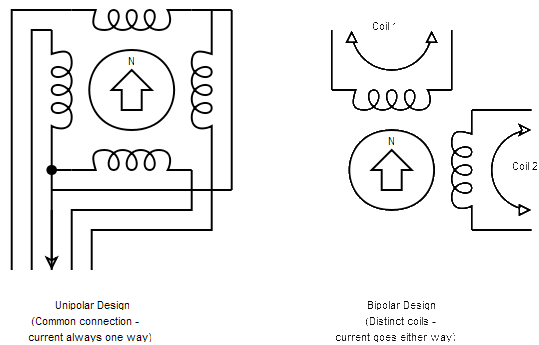 N
Coil 1
N
Coil 2
Unipolar Design
(Common connection -
current always one way)
Bipolar Design
(Distinct coils -
current goes either way)